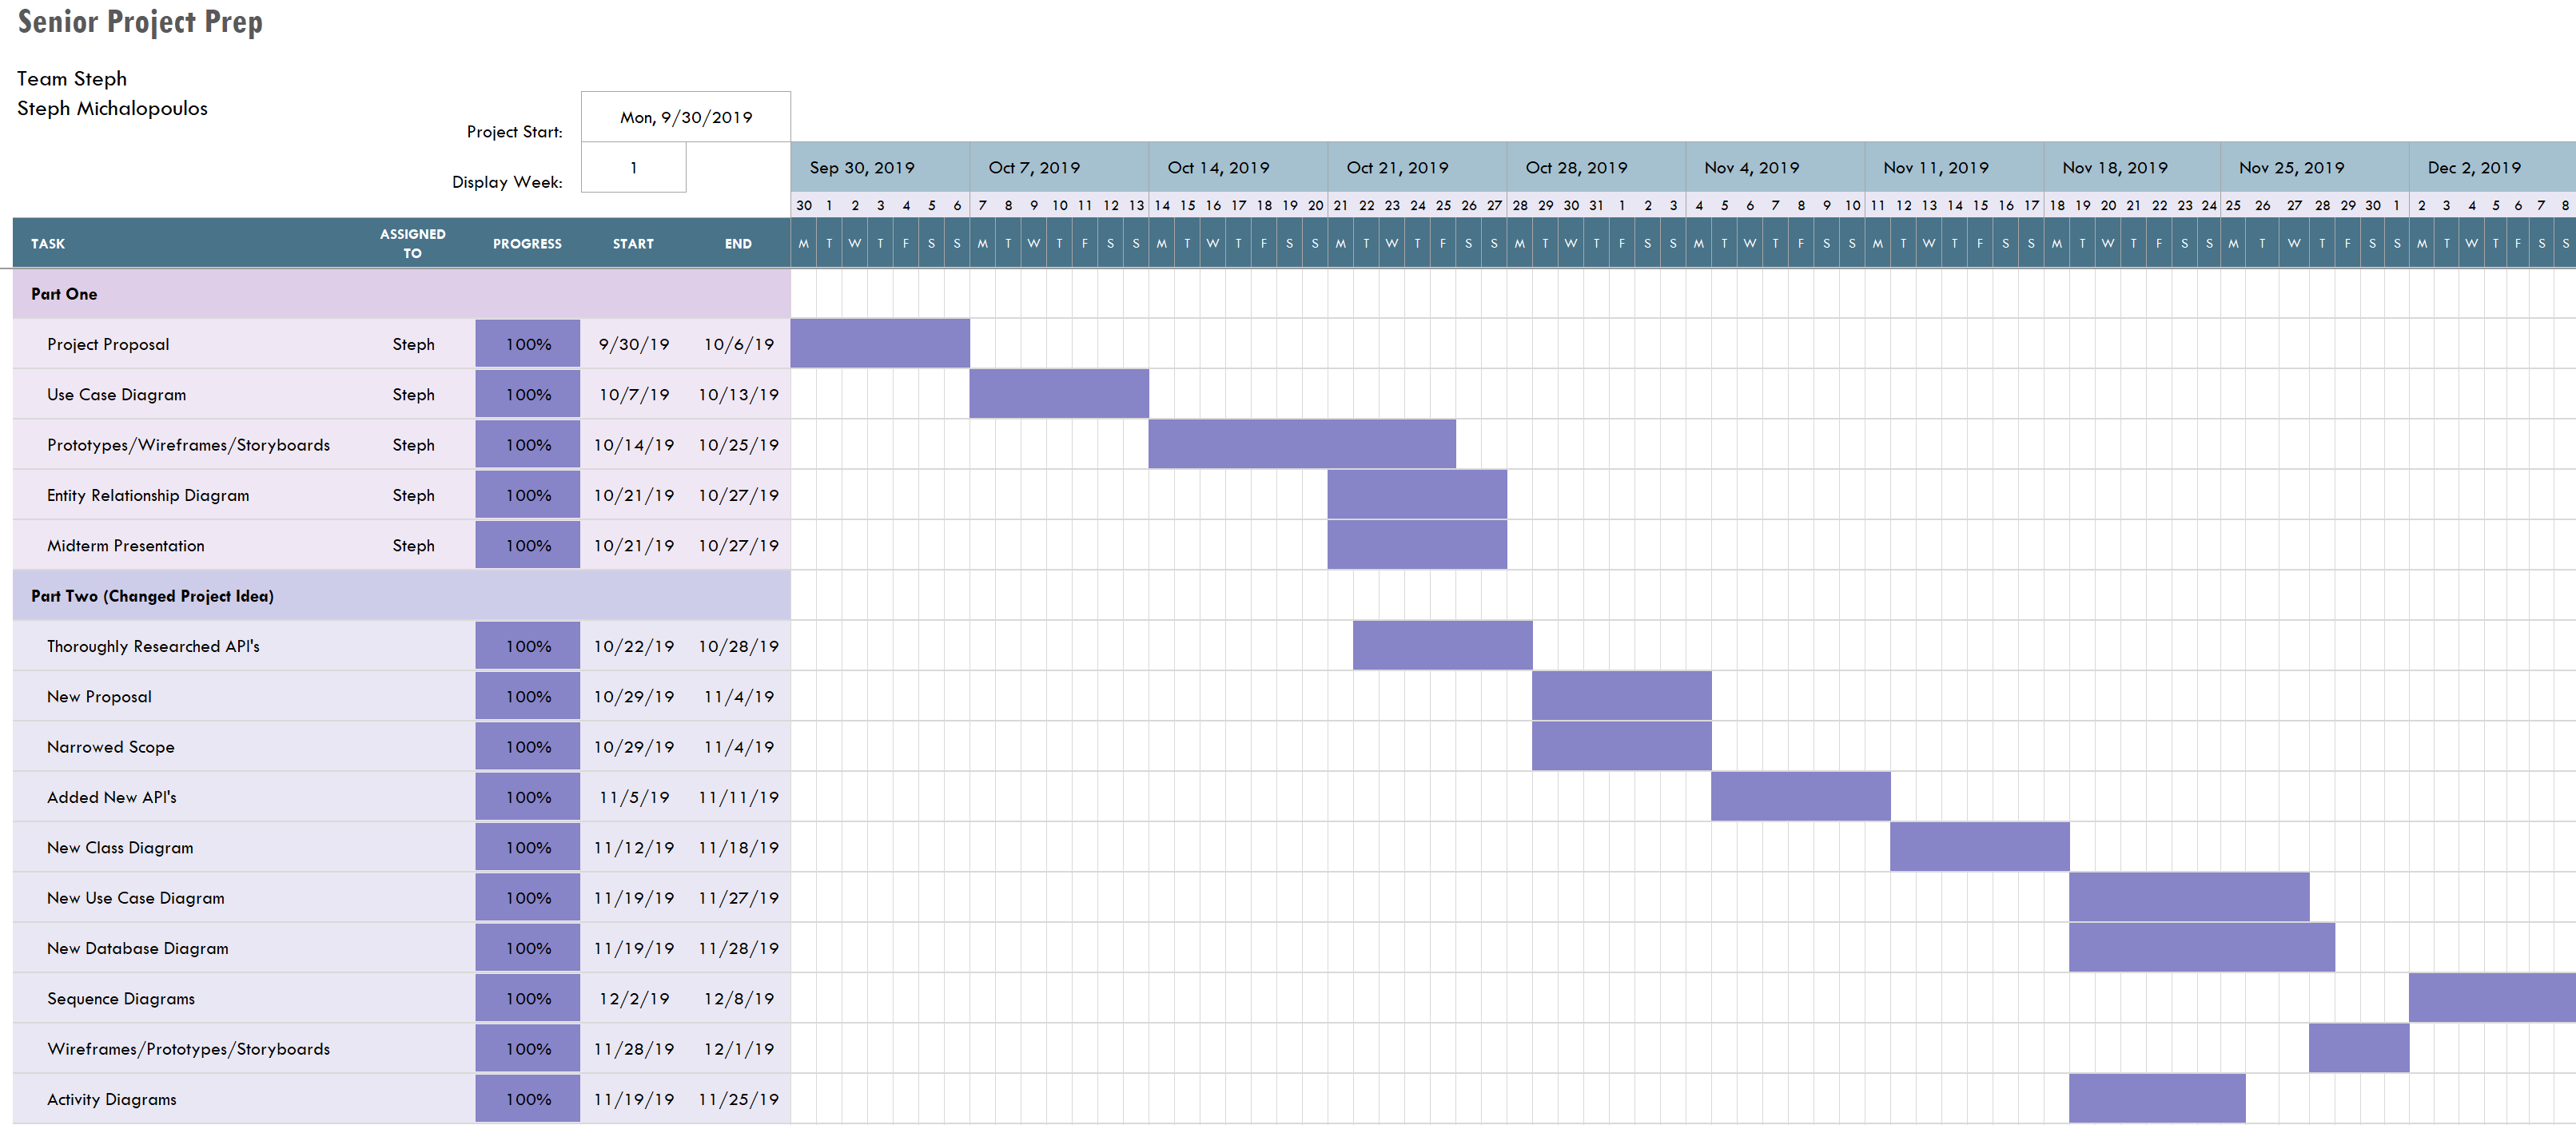 Senior Project Prep
Team Steph
Steph Michalopoulos
Project Start: Mon, 9/30/2019
Display Week: 1
Sep 30, 2019 Oct 7, 2019 Oct 14, 2019 Oct 21, 2019 Oct 28, 2019 Nov 4, 2019 Nov 11, 2019 Nov 18, 2019 Nov 25, 2019 Dec 2, 2019
30 1 2 3 4 5 6 7 8 9 10 11 12 13 14 15 16 17 18 19 20 21 22 23 24 25 26 27 28 29 30 31 1 2 3 4 5 6 7 8 9 10 11 12 13 14 15 16 17 18 19 20 21 22 23 24 25 26 27 28 29 30 1 2 3 4 5 6 7 8
TASK ASSIGNED TO PROGRESS START END M T W T F S S M T W T F S S M T W T F S S M T W T F S S M T W T F S S M T W T F S S M T W T F S S M T W T F S S M T W T F S S M T W T F S S
Part One
Project Proposal Steph 100% 9/30/19 10/6/19
Use Case Diagram Steph 100% 10/7/19 10/13/19
Prototypes/Wireframes/Storyboards Steph 100% 10/14/19 10/25/19
Entity Relationship Diagram Steph 100% 10/21/19 10/27/19
Midterm Presentation Steph 100% 10/21/19 10/27/19
Part Two (Changed Project Idea)
Thoroughly Researched API's 100% 10/22/19 10/28/19
New Proposal 100% 10/29/19 11/4/19
Narrowed Scope 100% 10/29/19 11/4/19
Added New API's 100% 11/5/19 11/11/19
New Class Diagram 100% 11/12/19 11/18/19
New Use Case Diagram 100% 11/19/19 11/27/19
New Database Diagram 100% 11/19/19 11/28/19
Sequence Diagrams 100% 12/2/19 12/8/19
Wireframes/Prototypes/Storyboards 100% 11/28/19 12/1/19
Activity Diagrams 100% 11/19/19 11/25/19